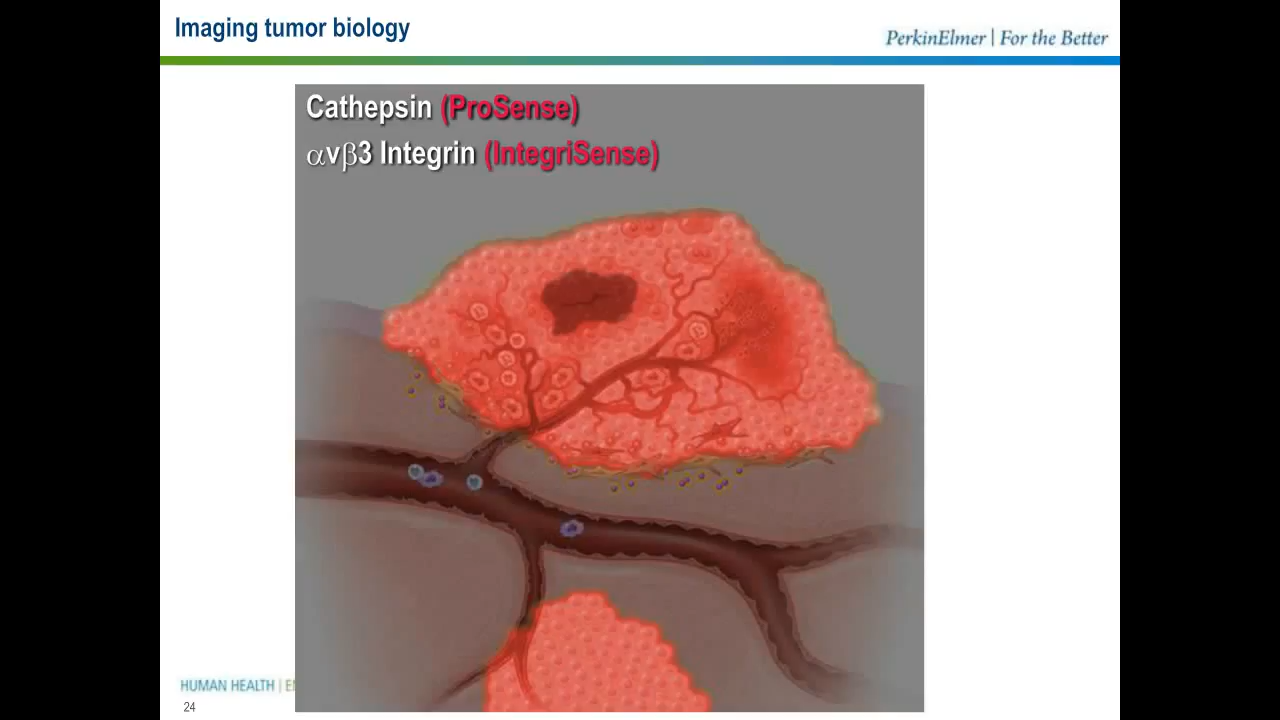 Imaging tumor biology
PerkinElmer | For the Better
Cathepsin (ProSense)
αvβ3 Integrin (IntegriSense)
HUMAN HEALTH |
24